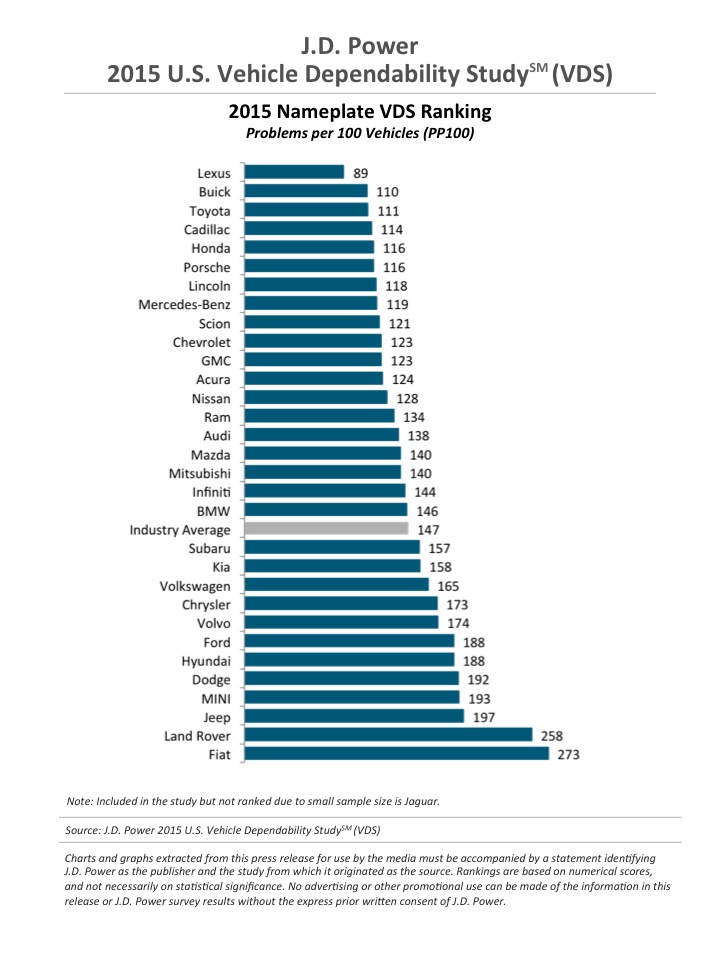 J.D. Power
2015 U.S. Vehicle Dependability StudySM (VDS)
2015 Nameplate VDS Ranking
Problems per 100 Vehicles (PP100)
Lexus 89
Buick 110
Toyota 111
Cadillac 114
Honda 116
Porsche 116
Lincoln 118
Mercedes-Benz 119
Scion 121
Chevrolet 123
GMC 123
Acura 124
Nissan 128
Ram 134
Audi 138
Mazda 140
Mitsubishi 140
Infiniti 144
BMW 146
Industry Average 147
Subaru 157
Kia 158
Volkswagen 165
Chrysler 173
Volvo 174
Ford 188
Hyundai 188
Dodge 192
MINI 193
Jeep 197
Land Rover 258
Fiat 273
Note: Included in the study but not ranked due to small sample size is Jaguar.
Source: J.D. Power 2015 U.S. Vehicle Dependability StudySM (VDS)
Charts and graphs extracted from this press release for use by the media must be accompanied by a statement identifying
J.D. Power as the publisher and the study from which it originated as the source. Rankings are based on numerical scores,
and not necessarily on statistical significance. No advertising or other promotional use can be made of the information in this
release or J.D. Power survey results without the express prior written consent of J.D. Power.